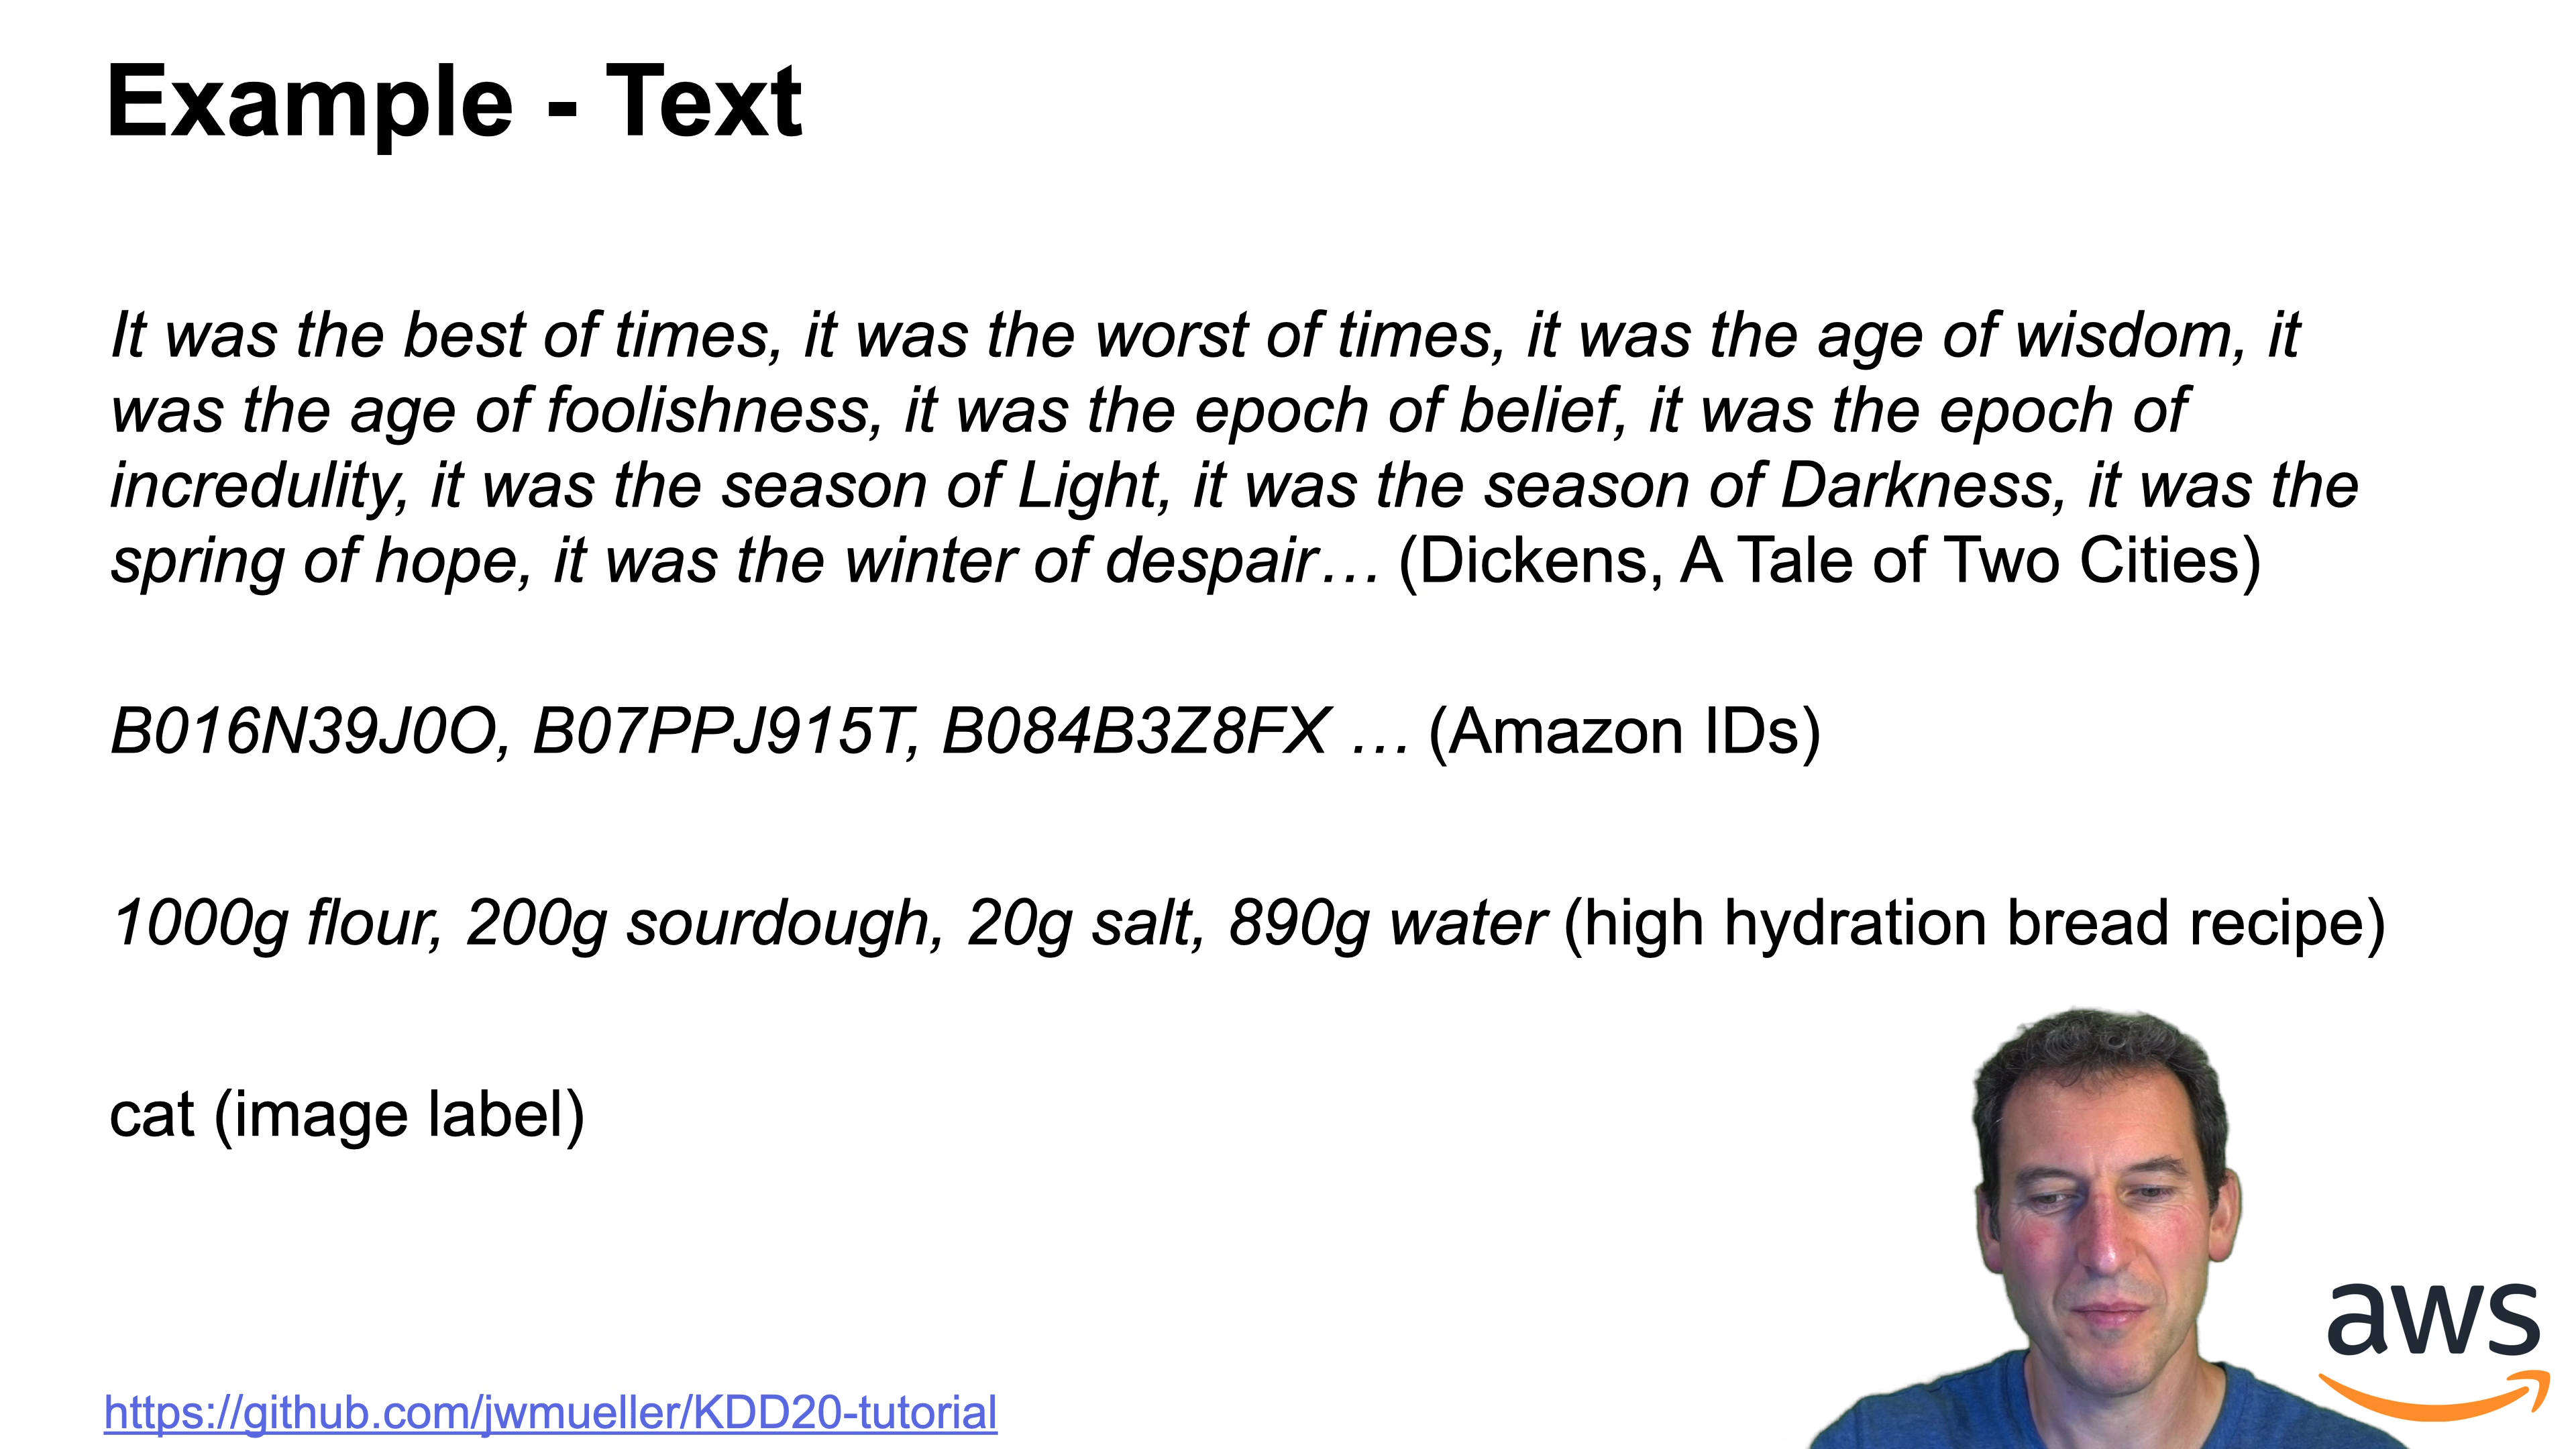 Example - Text
It was the best of times, it was the worst of times, it was the age of wisdom, it
was the age of foolishness, it was the epoch of belief, it was the epoch of
incredulity, it was the season of Light, it was the season of Darkness, it was the
spring of hope, it was the winter of despair… (Dickens, A Tale of Two Cities)
B016N39J0O, B07PPJ915T, B084B3Z8FX … (Amazon IDs)
1000g flour, 200g sourdough, 20g salt, 890g water (high hydration bread recipe)
cat (image label)
aws
https://github.com/jwmueller/KDD20-tutorial